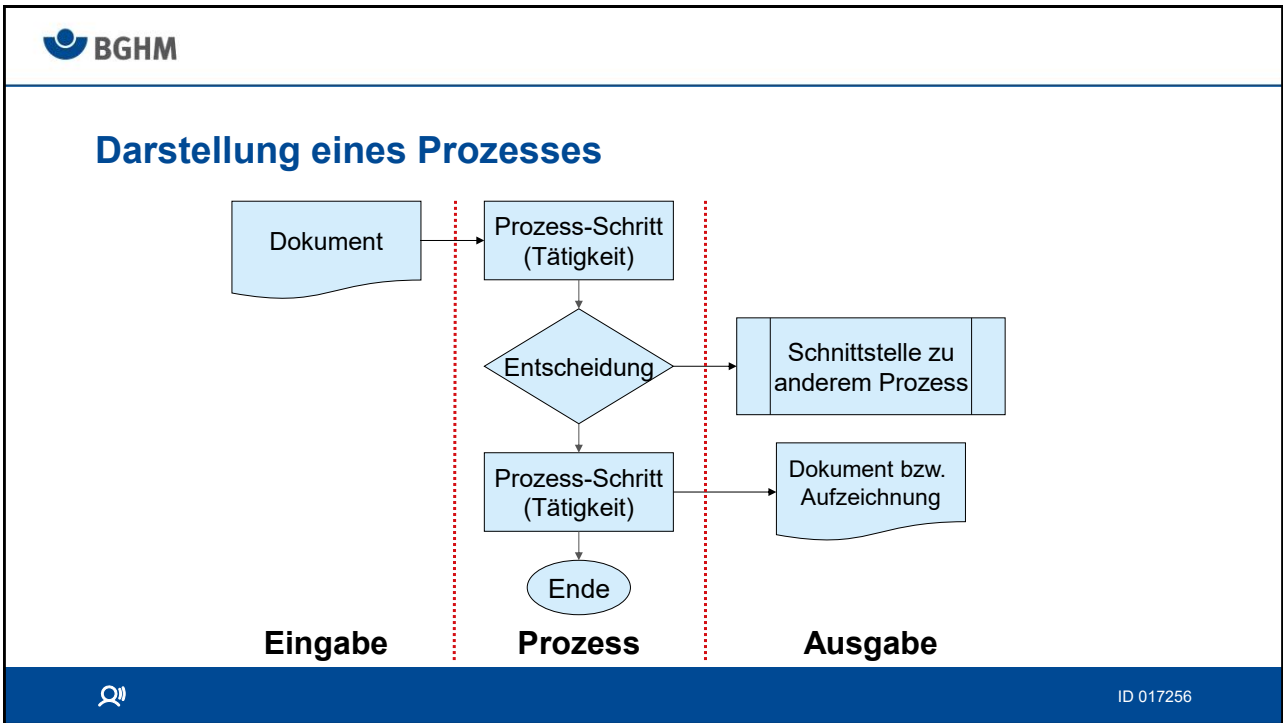 BGHM
Darstellung eines Prozesses
Dokument
Prozess-Schritt
(Tätigkeit)
Entscheidung
Schnittstelle zu
anderem Prozess
Prozess-Schritt
(Tätigkeit)
Dokument bzw.
Aufzeichnung
Ende
Eingabe
Prozess
Ausgabe
ID 017256